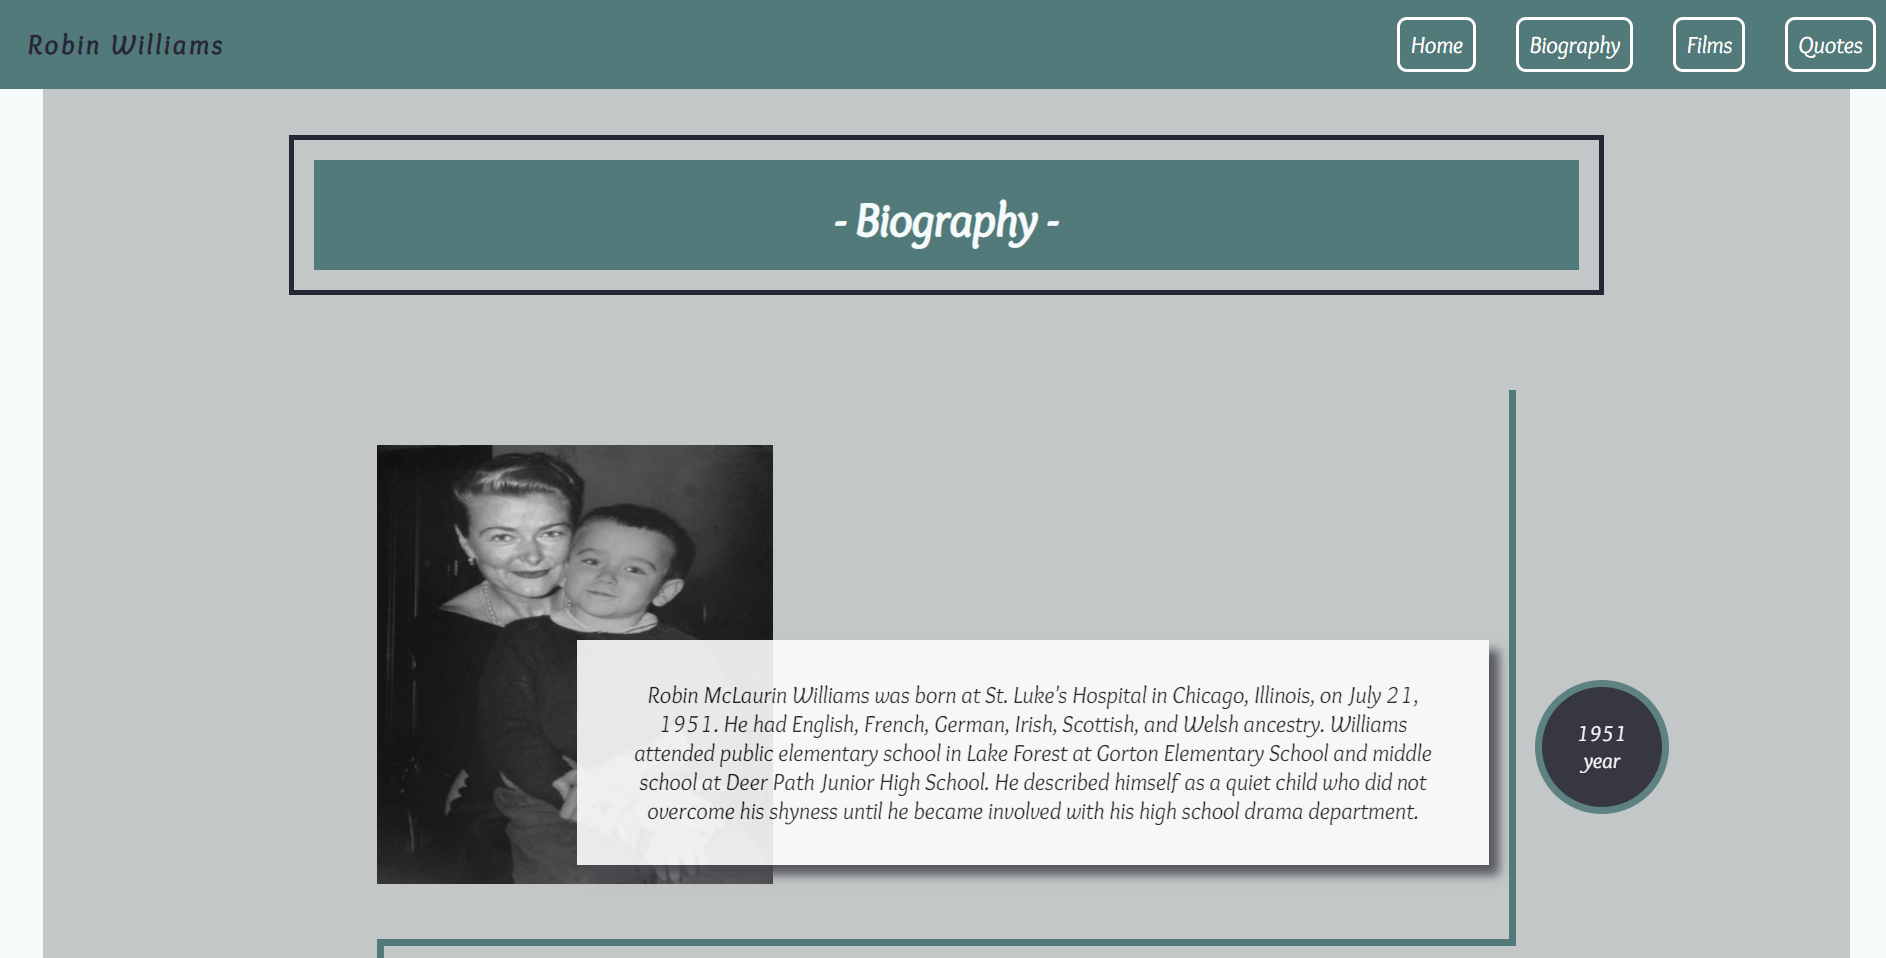 Robin Williams
Home
Biography
Films
Quotes
- Biography -
Robin McLaurin Williams was born at St. Luke's Hospital in Chicago, Illinois, on July 21,
1951. He had English, French, German, Irish, Scottish, and Welsh ancestry. Williams
attended public elementary school in Lake Forest at Gorton Elementary School and middle
school at Deer Path Junior High School. He described himself as a quiet child who did not
overcome his shyness until he became involved with his high school drama department.
1951
year